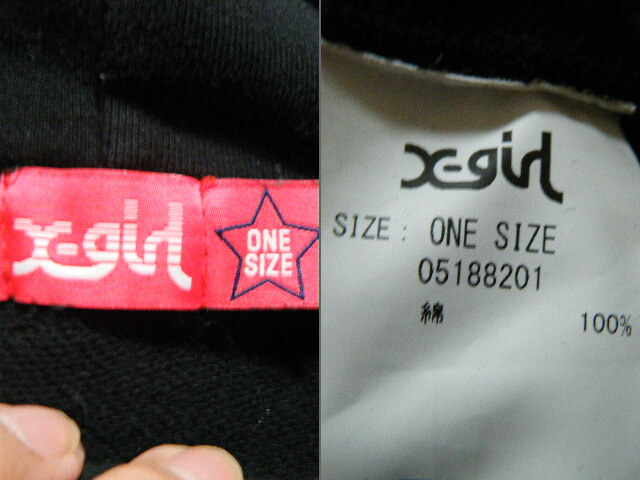 X-girl
ONE
SIZE
X-girl
SIZE: ONE SIZE
05188201
綿 100%